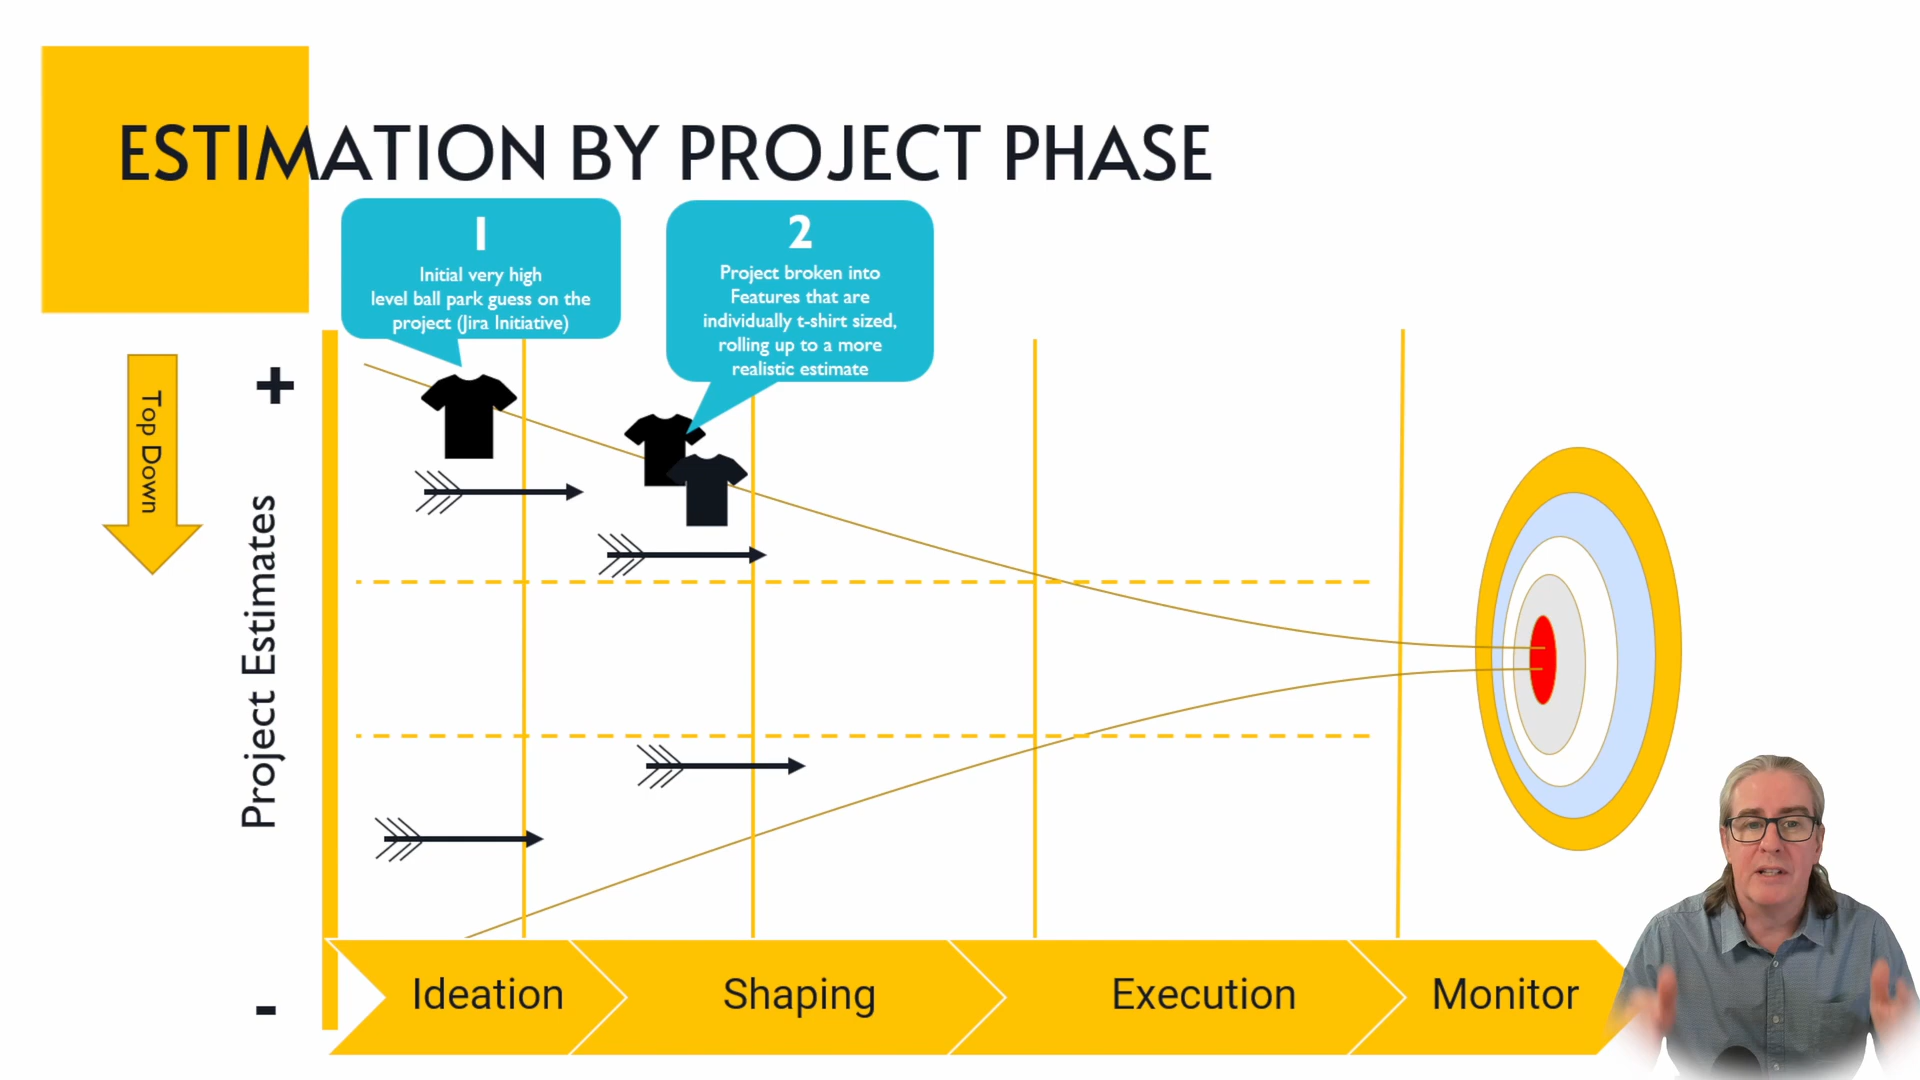 ESTIMATION BY PROJECT PHASE
1
Initial very high
level ball park guess on the
project (Jira Initiative)
2
Project broken into
Features that are
individually t-shirt sized,
rolling up to a more
realistic estimate
Top Down
+
Project Estimates
-
Ideation
Shaping
Execution
Monitor